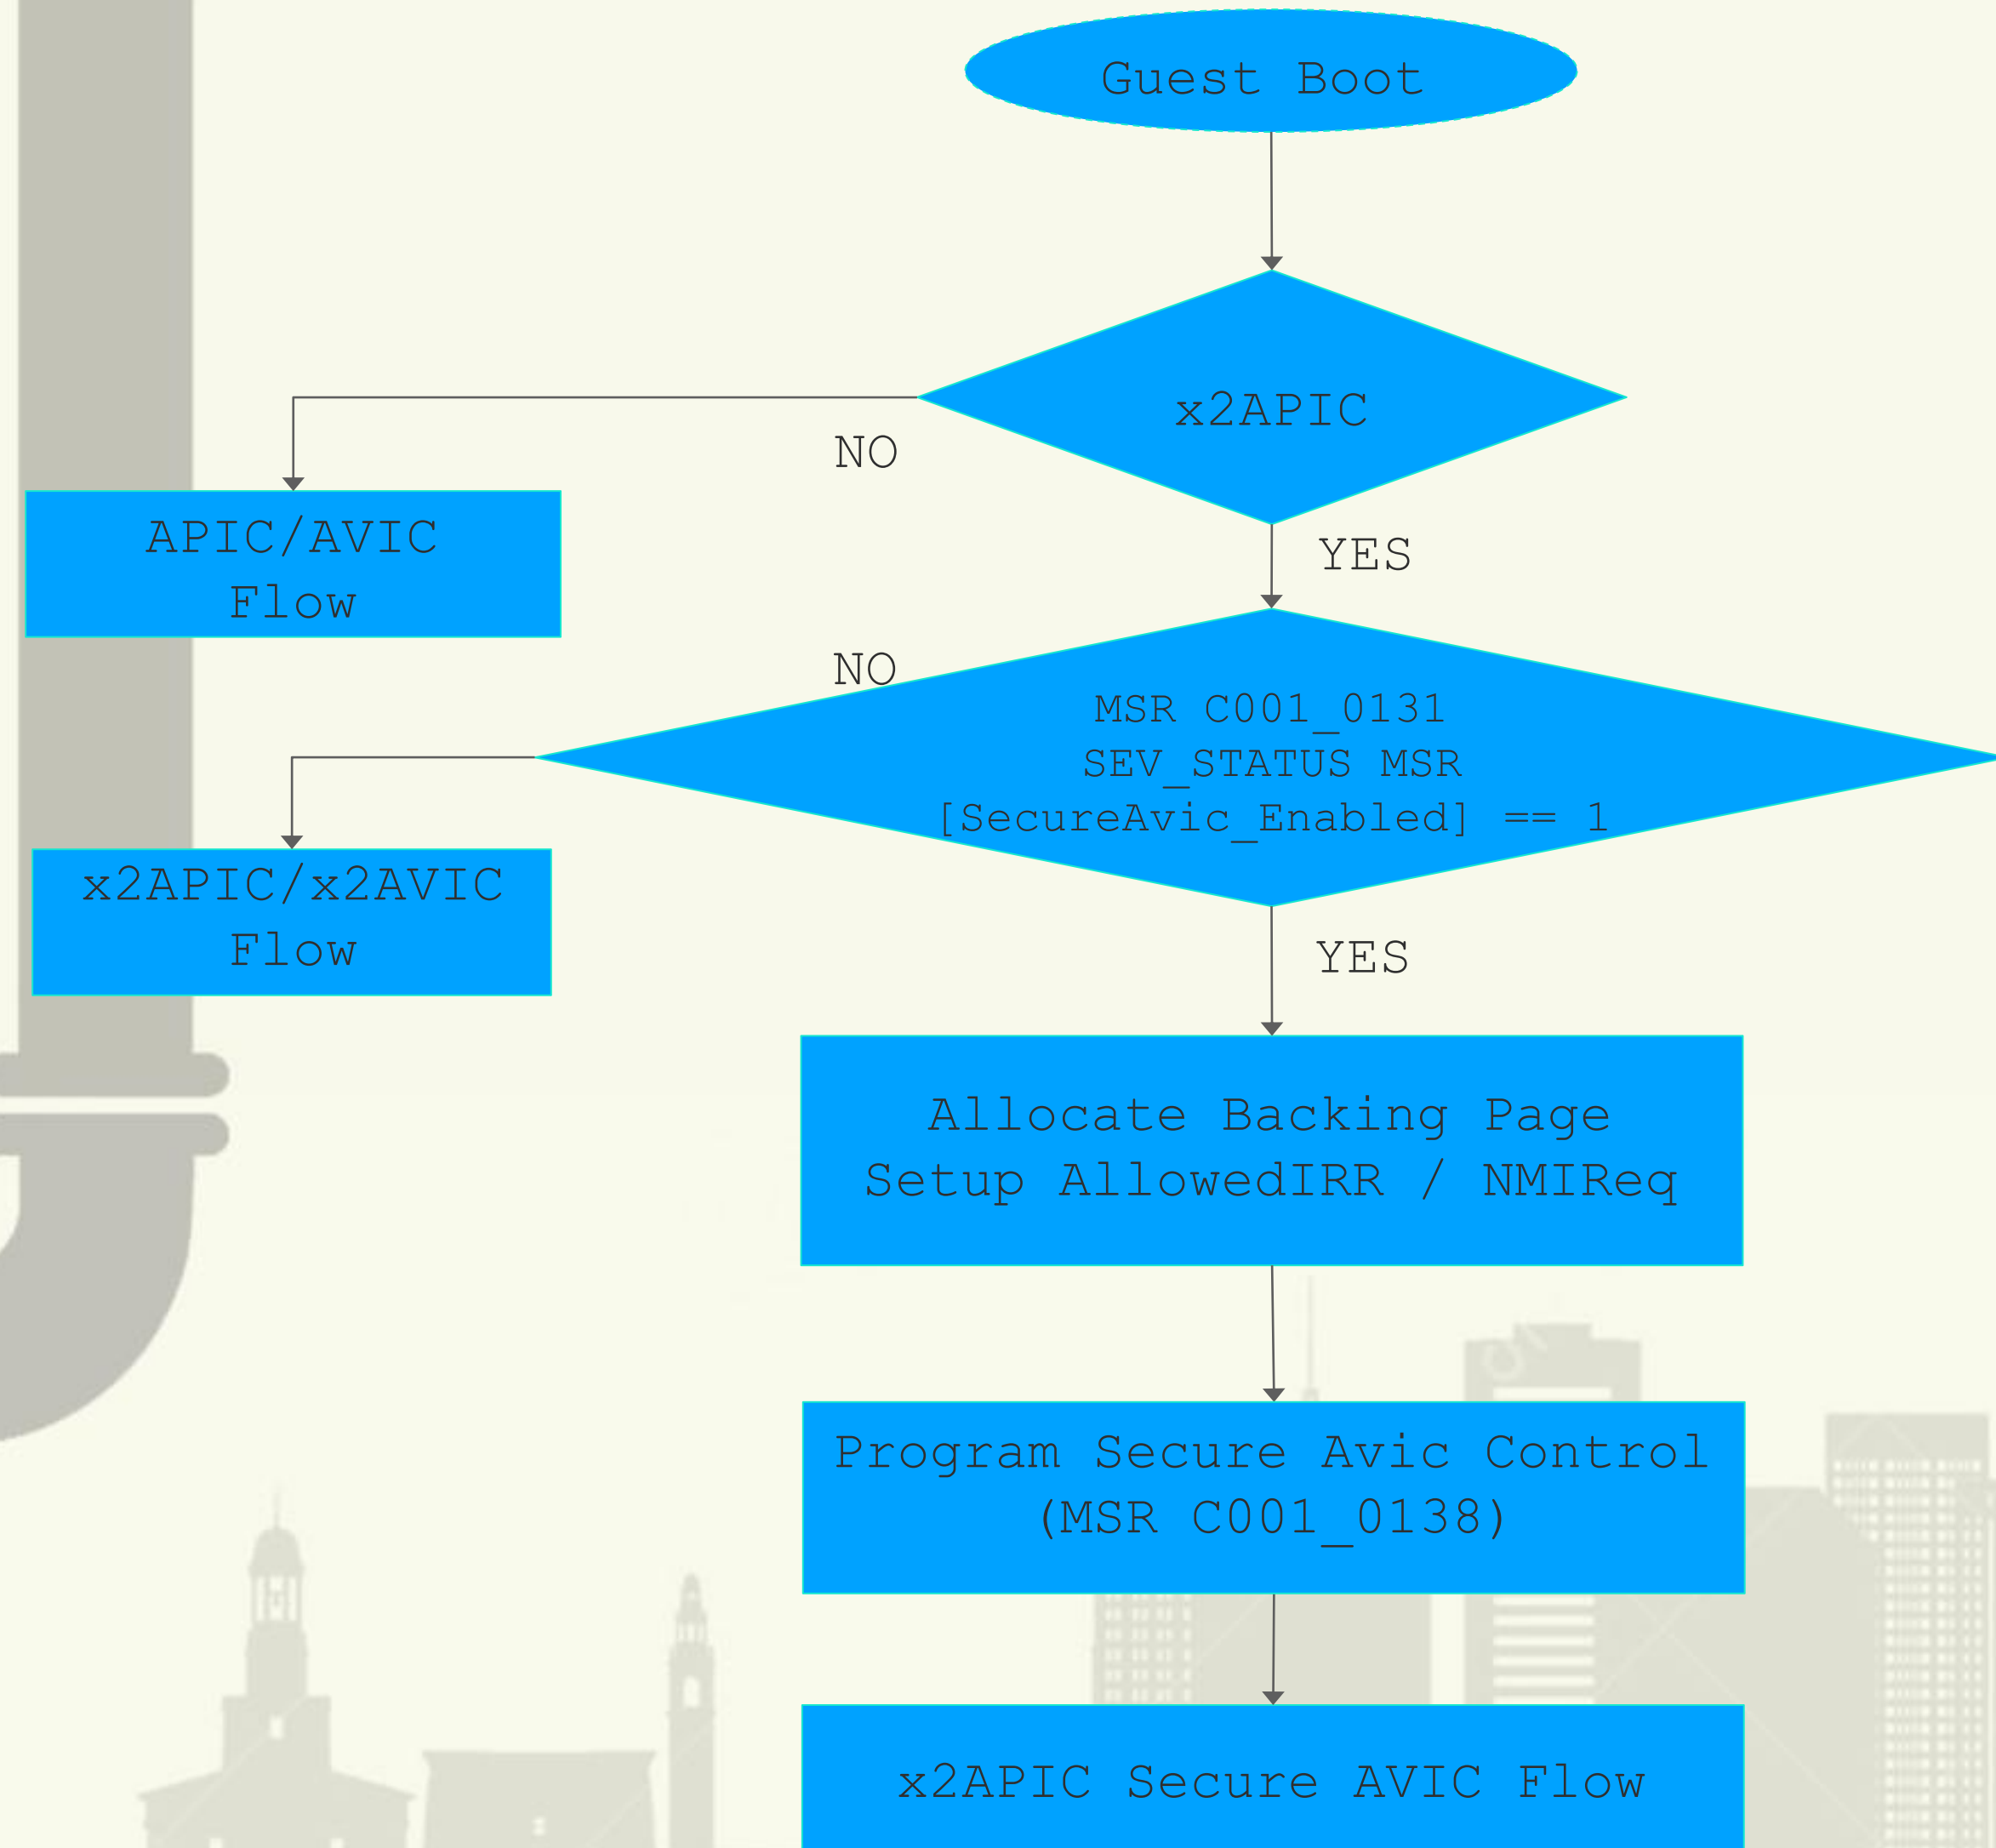 Guest Boot
x2APIC
NO
APIC/AVIC
Flow
YES
NO
MSR C001_0131
SEV_STATUS MSR
[SecureAvic_Enabled] == 1
x2APIC/x2AVIC
Flow
YES
Allocate Backing Page
Setup AllowedIRR / NMIReq
Program Secure Avic Control
(MSR C001_0138)
x2APIC Secure AVIC Flow